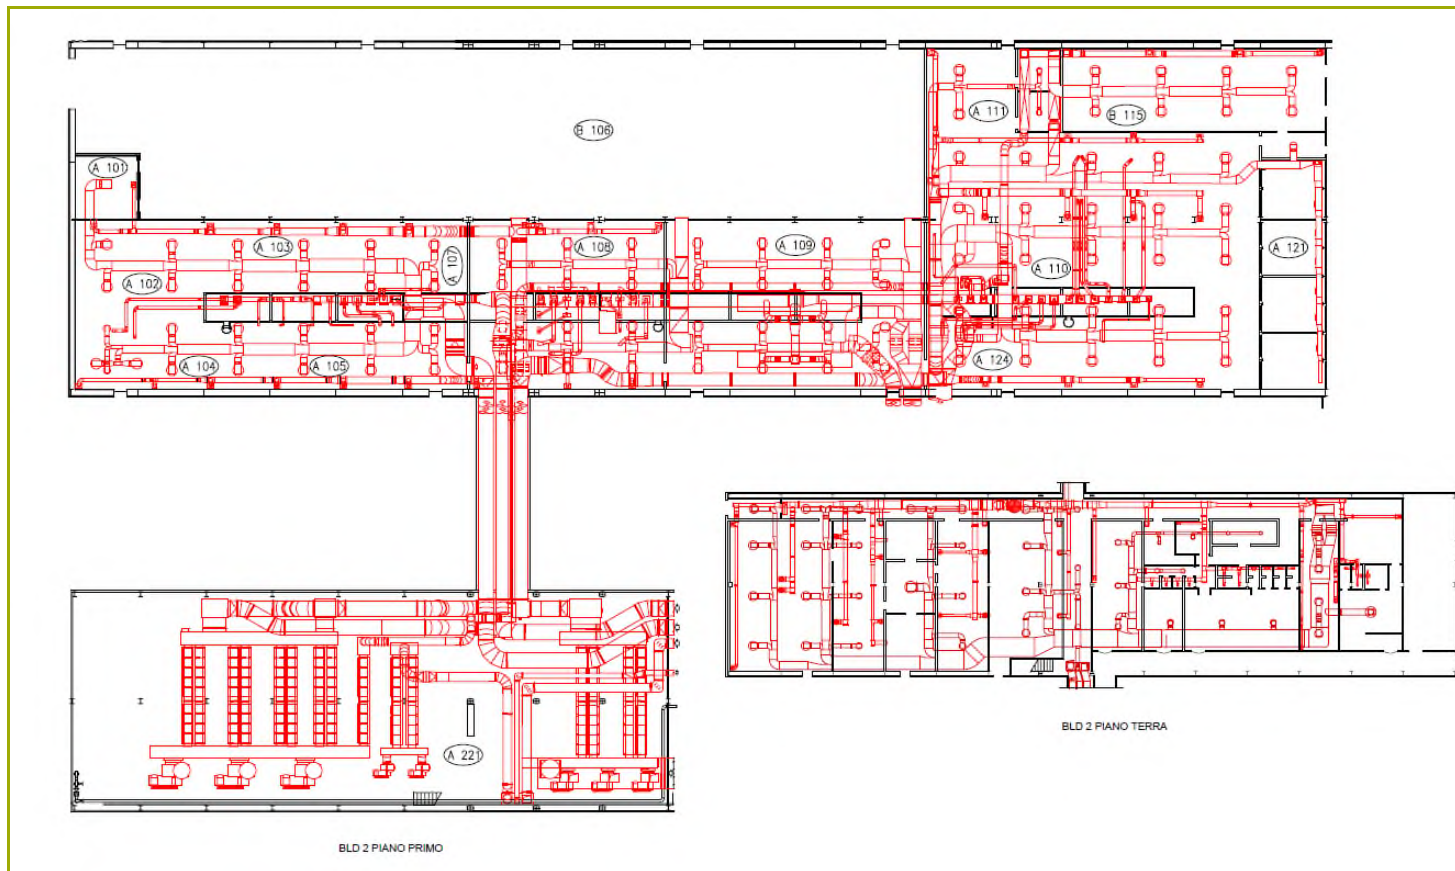 A 111
B 115
B 106
A 101
A 103
A 107
A 108
A 109
A 110
A 121
A 102
A 104
A 105
A 124
A 221
BLD 2 PIANO TERRA
BLD 2 PIANO PRIMO